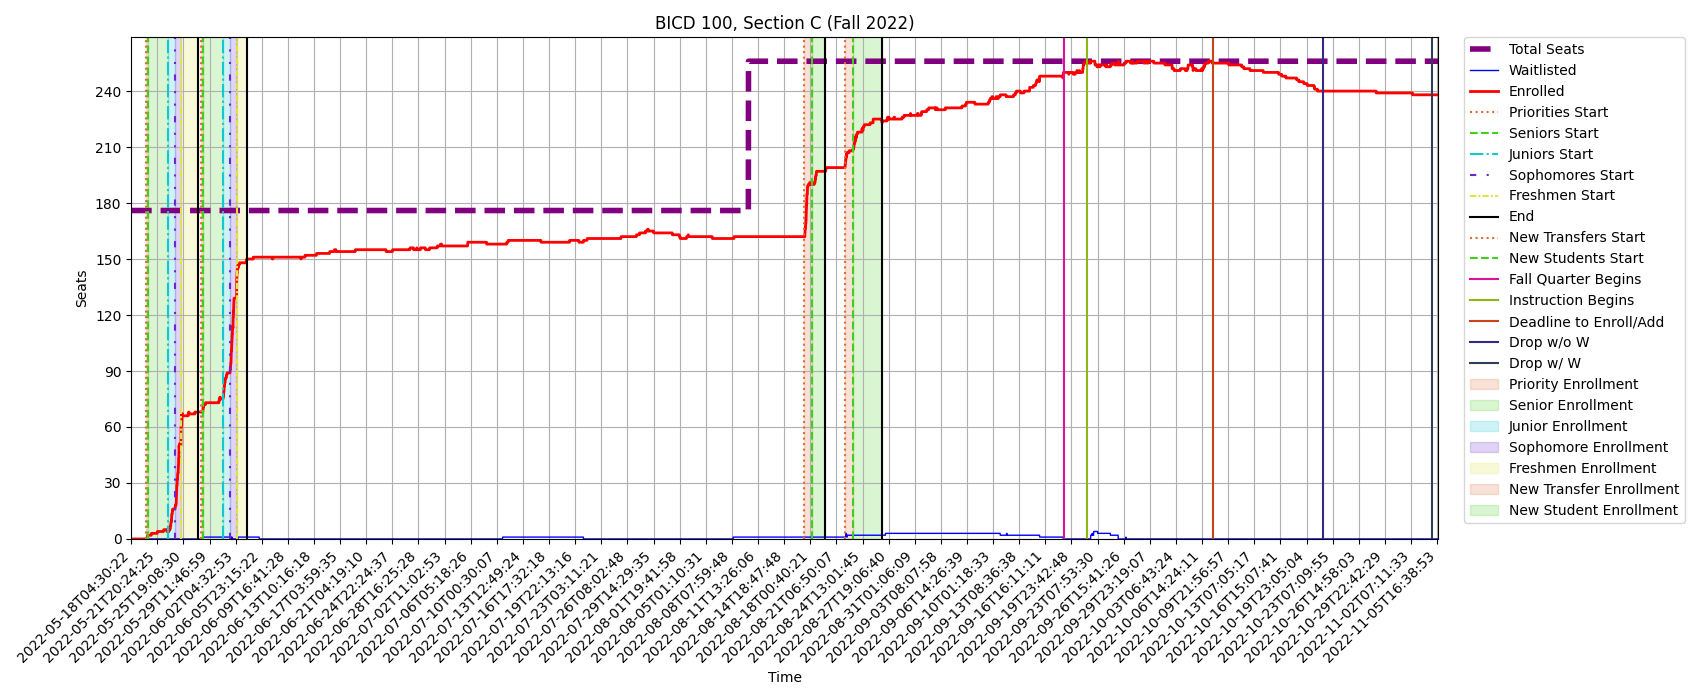 BICD 100, Section C (Fall 2022)
Seats
240
210
180
150
120
90
60
30
0
2022-05-18T04:30:22
2022-05-21T20:24:25
2022-05-25T19:08:30
2022-05-29T11:46:59
2022-06-02T04:32:53
2022-06-05T23:15:22
2022-06-09T16:41:28
2022-06-13T10:16:18
2022-06-17T03:59:35
2022-06-21T04:19:10
2022-06-24T22:24:37
2022-06-28T16:25:28
2022-07-02T11:02:53
2022-07-06T05:18:26
2022-07-10T00:30:07
2022-07-13T12:49:24
2022-07-16T17:32:18
2022-07-19T22:13:16
2022-07-23T03:11:21
2022-07-26T08:02:48
2022-07-29T14:29:35
2022-08-01T19:41:58
2022-08-05T01:10:31
2022-08-08T07:59:48
2022-08-11T13:26:08
2022-08-14T18:47:48
2022-08-18T00:40:21
2022-08-21T06:50:07
2022-08-24T13:01:45
2022-08-27T19:06:40
2022-08-31T01:06:09
2022-09-03T08:07:58
2022-09-06T14:26:39
2022-09-10T01:18:33
2022-09-13T08:36:38
2022-09-16T16:11:11
2022-09-19T23:42:48
2022-09-23T07:53:30
2022-09-26T15:41:26
2022-09-29T23:19:07
2022-10-03T06:43:24
2022-10-06T14:24:11
2022-10-09T21:56:57
2022-10-13T07:05:17
2022-10-16T15:07:41
2022-10-19T23:05:04
2022-10-23T07:09:55
2022-10-26T14:58:03
2022-10-29T22:42:29
2022-11-02T07:11:33
2022-11-05T16:38:53
Time
Total Seats
Waitlisted
Enrolled
Priorities Start
Seniors Start
Juniors Start
Sophomores Start
Freshmen Start
End
New Transfers Start
New Students Start
Fall Quarter Begins
Instruction Begins
Deadline to Enroll/Add
Drop w/o W
Drop w/ W
Priority Enrollment
Senior Enrollment
Junior Enrollment
Sophomore Enrollment
Freshmen Enrollment
New Transfer Enrollment
New Student Enrollment